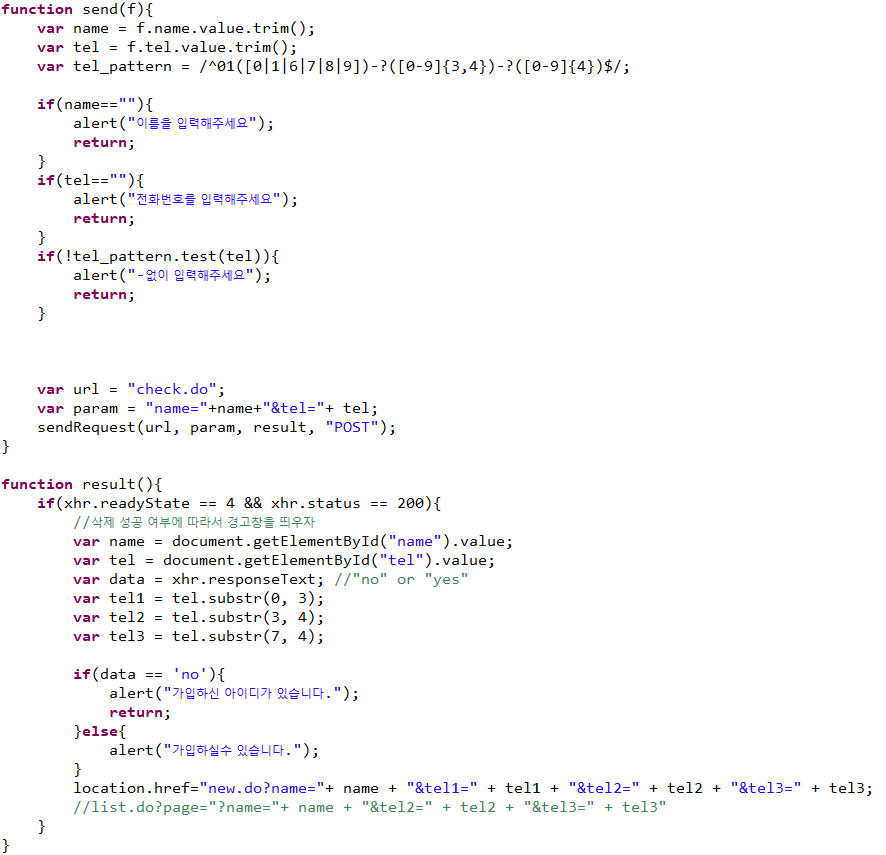 function send(f){
    var name = f.name.value.trim();
    var tel = f.tel.value.trim();
    var tel_pattern = /^01([0|1|6|7|8|9])-?([0-9]{3,4})-?([0-9]{4})$/;

    if(name==""){
        alert("이름을 입력해주세요");
        return;
    }
    if(tel==""){
        alert("전화번호를 입력해주세요");
        return;
    }
    if(!tel_pattern.test(tel)){
        alert("-없이 입력해주세요");
        return;
    }

    var url = "check.do";
    var param = "name="+name+"&tel="+ tel;
    sendRequest(url, param, result, "POST");
}

function result(){
    if(xhr.readyState == 4 && xhr.status == 200){
        //삭제 성공 여부에 따라서 경고창을 띄우자
        var name = document.getElementById("name").value;
        var tel = document.getElementById("tel").value;
        var data = xhr.responseText; //"no" or "yes"
        var tel1 = tel.substr(0, 3);
        var tel2 = tel.substr(3, 4);
        var tel3 = tel.substr(7, 4);

        if(data == 'no'){
            alert("가입하신 아이디가 있습니다.");
            return;
        }else{
            alert("가입하실수 있습니다.");
        }
        location.href="new.do?name="+ name + "&tel1=" + tel1 + "&tel2=" + tel2 + "&tel3=" + tel3;
        //list.do?page="?name="+ name + "&tel2=" + tel2 + "&tel3=" + tel3"
    }
}